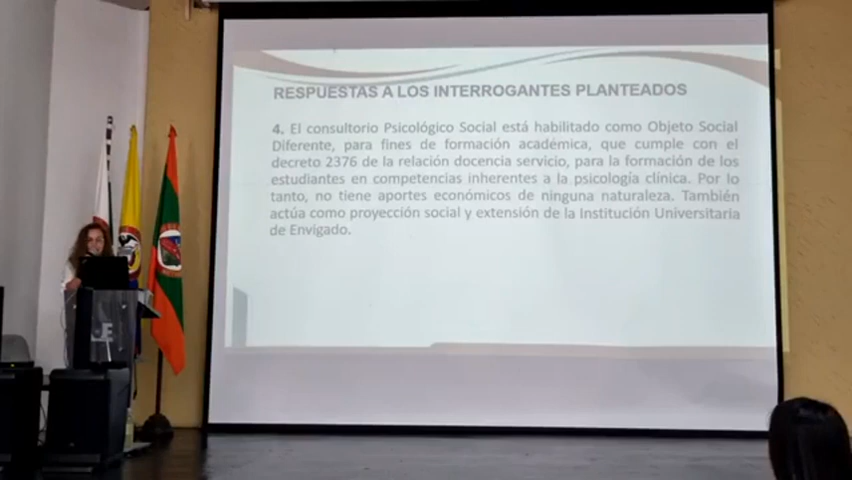 RESPUESTAS A LOS INTERROGANTES PLANTEADOS
4. El consultorio Psicológico Social está habilitado como Objeto Social
Diferente, para fines de formación académica, que cumple con el
decreto 2376 de la relación docencia servicio, para la formación de los
estudiantes en competencias inherentes a la psicología clínica. Por lo
tanto, no tiene aportes económicos de ninguna naturaleza. También
actúa como proyección social y extensión de la Institución Universitaria
de Envigado.